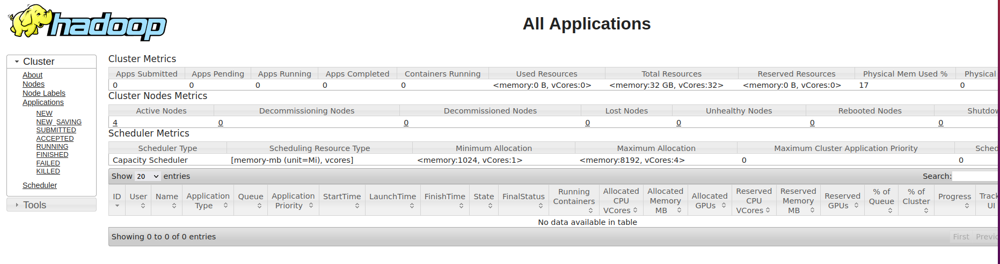 hadoop
All Applications
Cluster
About
Nodes
Node Labels
Applications
NEW
NEW_SAVING
SUBMITTED
ACCEPTED
RUNNING
FINISHED
FAILED
KILLED
Scheduler
Tools
Cluster Metrics
Apps Submitted Apps Pending Apps Running Apps Completed Containers Running Used Resources Total Resources Reserved Resources Physical Mem Used % Physical
0 0 0 0 0 <memory:0 B, vCores:0> <memory:32 GB, vCores:32> <memory:0 B, vCores:0> 17 0
Cluster Nodes Metrics
Active Nodes Decommissioning Nodes Decommissioned Nodes Lost Nodes Unhealthy Nodes Rebooted Nodes Shutdow
4 0 0 0 0 0 0
Scheduler Metrics
Scheduler Type Scheduling Resource Type Minimum Allocation Maximum Allocation Maximum Cluster Application Priority Sched
Capacity Scheduler [memory-mb (unit=Mi), vcores] <memory:1024, vCores:1> <memory:8192, vCores:4> 0 0
Show 20 entries Search:
ID User Name Application Type Queue Application Priority StartTime LaunchTime FinishTime State FinalStatus Running Containers Allocated CPU VCores Allocated Memory MB Allocated GPUs Reserved CPU VCores Reserved Memory MB Reserved GPUs % of Queue % of Cluster Progress Track UI
No data available in table
Showing 0 to 0 of 0 entries First Previo